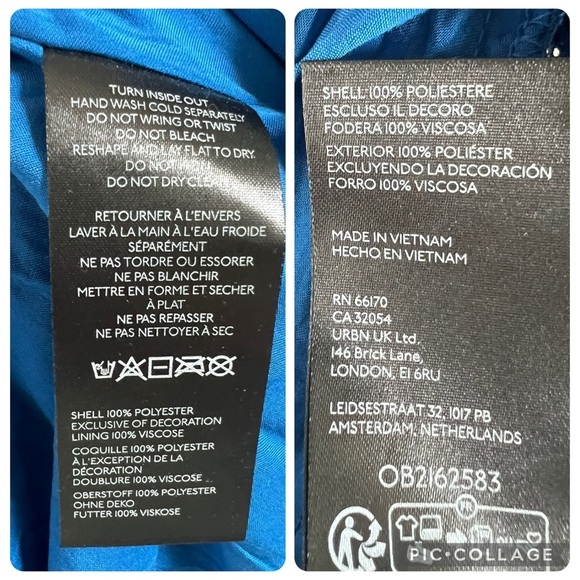 TURN INSIDE OUT
HAND WASH COLD SEPARATELY
DO NOT WRING OR TWIST
DO NOT BLEACH
RESHAPE AND LAY FLAT TO DRY.
DO NOT IRON
DO NOT DRY CLEAN
RETOURNER À L'ENVERS
LAVER À LA MAIN À L'EAU FROIDE
SÉPARÉMENT
NE PAS TORDRE OU ESSORER
NE PAS BLANCHIR
METTRE EN FORME ET SECHER
À PLAT
NE PAS REPASSER
NE PAS NETTOYER À SEC
SHELL 100% POLYESTER
EXCLUSIVE OF DECORATION
LINING 100% VISCOSE
COQUILLE 100% POLYESTER
À L'EXCEPTION DE LA
DÉCORATION
DOUBLURE 100% VISCOSE
OBERSTOFF 100% POLYESTER
OHNE DEKO
FUTTER 100% VISKOSE
SHELL 100% POLIESTERE
ESCLUSO IL DECORO
FODERA 100% VISCOSA
EXTERIOR 100% POLIÉSTER
EXCLUYENDO LA DECORACIÓN
FORRO 100% VISCOSA
MADE IN VIETNAM
HECHO EN VIETNAM
RN 66170
CA 32054
URBN UK Ltd.
146 Brick Lane,
LONDON, E1 6RU
LEIDSESTRAAT 32, 1017 PB
AMSTERDAM, NETHERLANDS
OB2162583
FR
PIC·COLLAGE